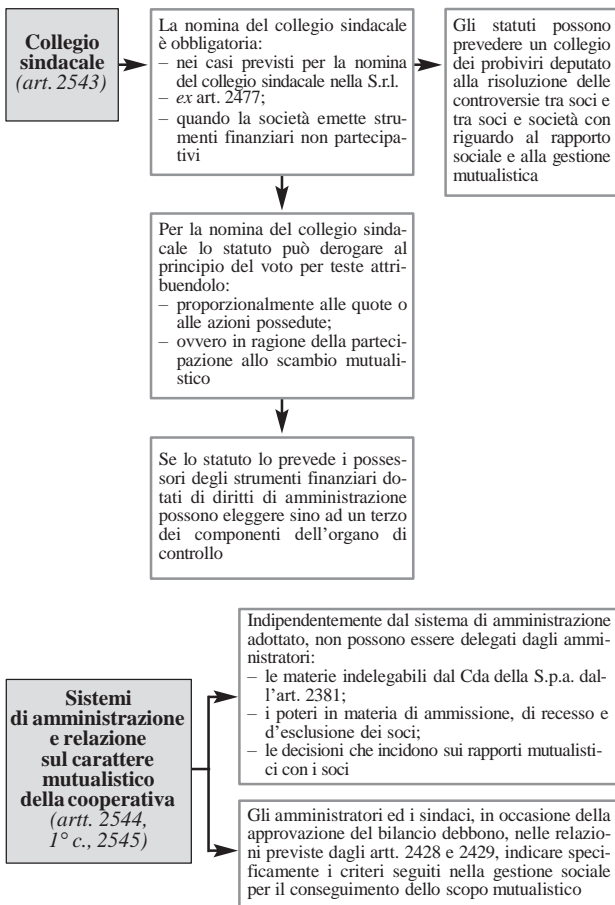 Collegio
sindacale
(art. 2543)
La nomina del collegio sindacale
è obbligatoria:
– nei casi previsti per la nomina
del collegio sindacale nella S.r.l.
– ex art. 2477;
– quando la società emette stru-
menti finanziari non partecipa-
tivi
Gli statuti possono
prevedere un collegio
dei probiviri deputato
alla risoluzione delle
controversie tra soci e
tra soci e società con
riguardo al rapporto
sociale e alla gestione
mutualistica
Per la nomina del collegio sinda-
cale lo statuto può derogare al
principio del voto per teste attri-
buendolo:
– proporzionalmente alle quote o
alle azioni possedute;
– ovvero in ragione della parteci-
pazione allo scambio mutuali-
stico
Se lo statuto lo prevede i posses-
sori degli strumenti finanziari do-
tati di diritti di amministrazione
possono eleggere sino ad un terzo
dei componenti dell'organo di
controllo
Sistemi
di amministrazione
e relazione
sul carattere
mutualistico
della cooperativa
(artt. 2544,
1° c., 2545)
Indipendentemente dal sistema di amministrazione
adottato, non possono essere delegati dagli ammi-
nistratori:
– le materie indelegabili dal Cda della S.p.a. dal-
l'art. 2381;
– i poteri in materia di ammissione, di recesso e
d'esclusione dei soci;
– le decisioni che incidono sui rapporti mutualisti-
ci con i soci
Gli amministratori ed i sindaci, in occasione della
approvazione del bilancio debbono, nelle relazio-
ni previste dagli artt. 2428 e 2429, indicare speci-
ficamente i criteri seguiti nella gestione sociale
per il conseguimento dello scopo mutualistico